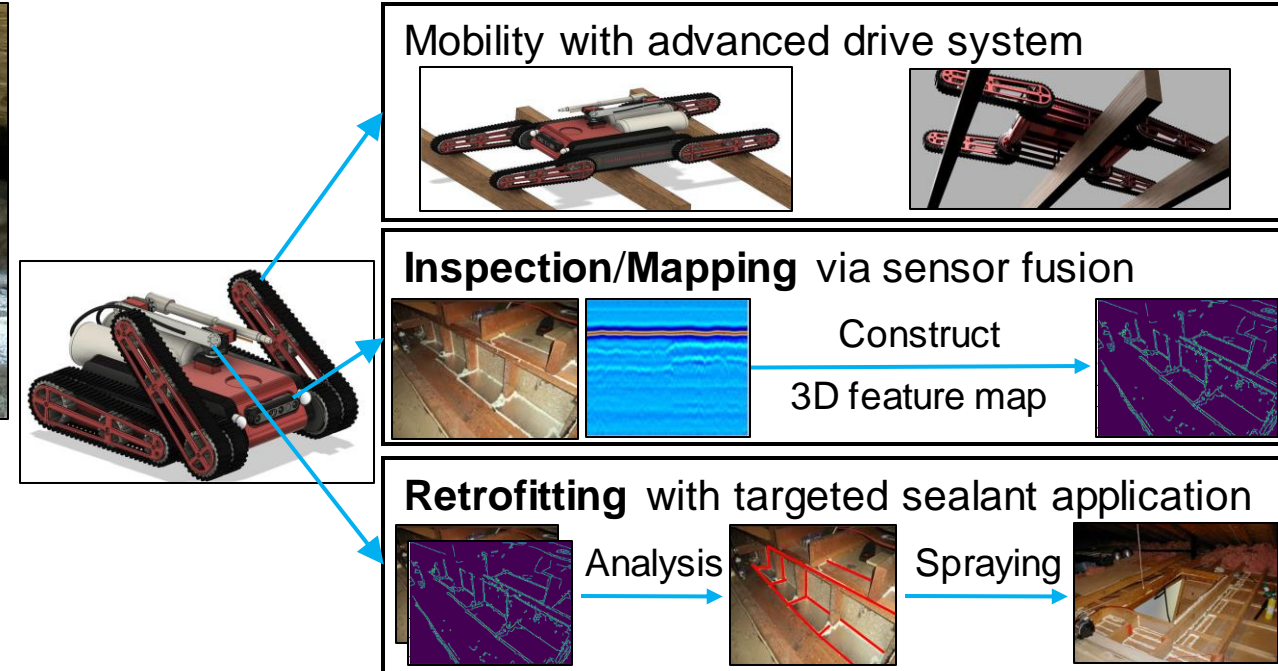 Mobility with advanced drive system
Inspection/Mapping via sensor fusion
Construct
3D feature map
Retrofitting with targeted sealant application
Analysis
Spraying